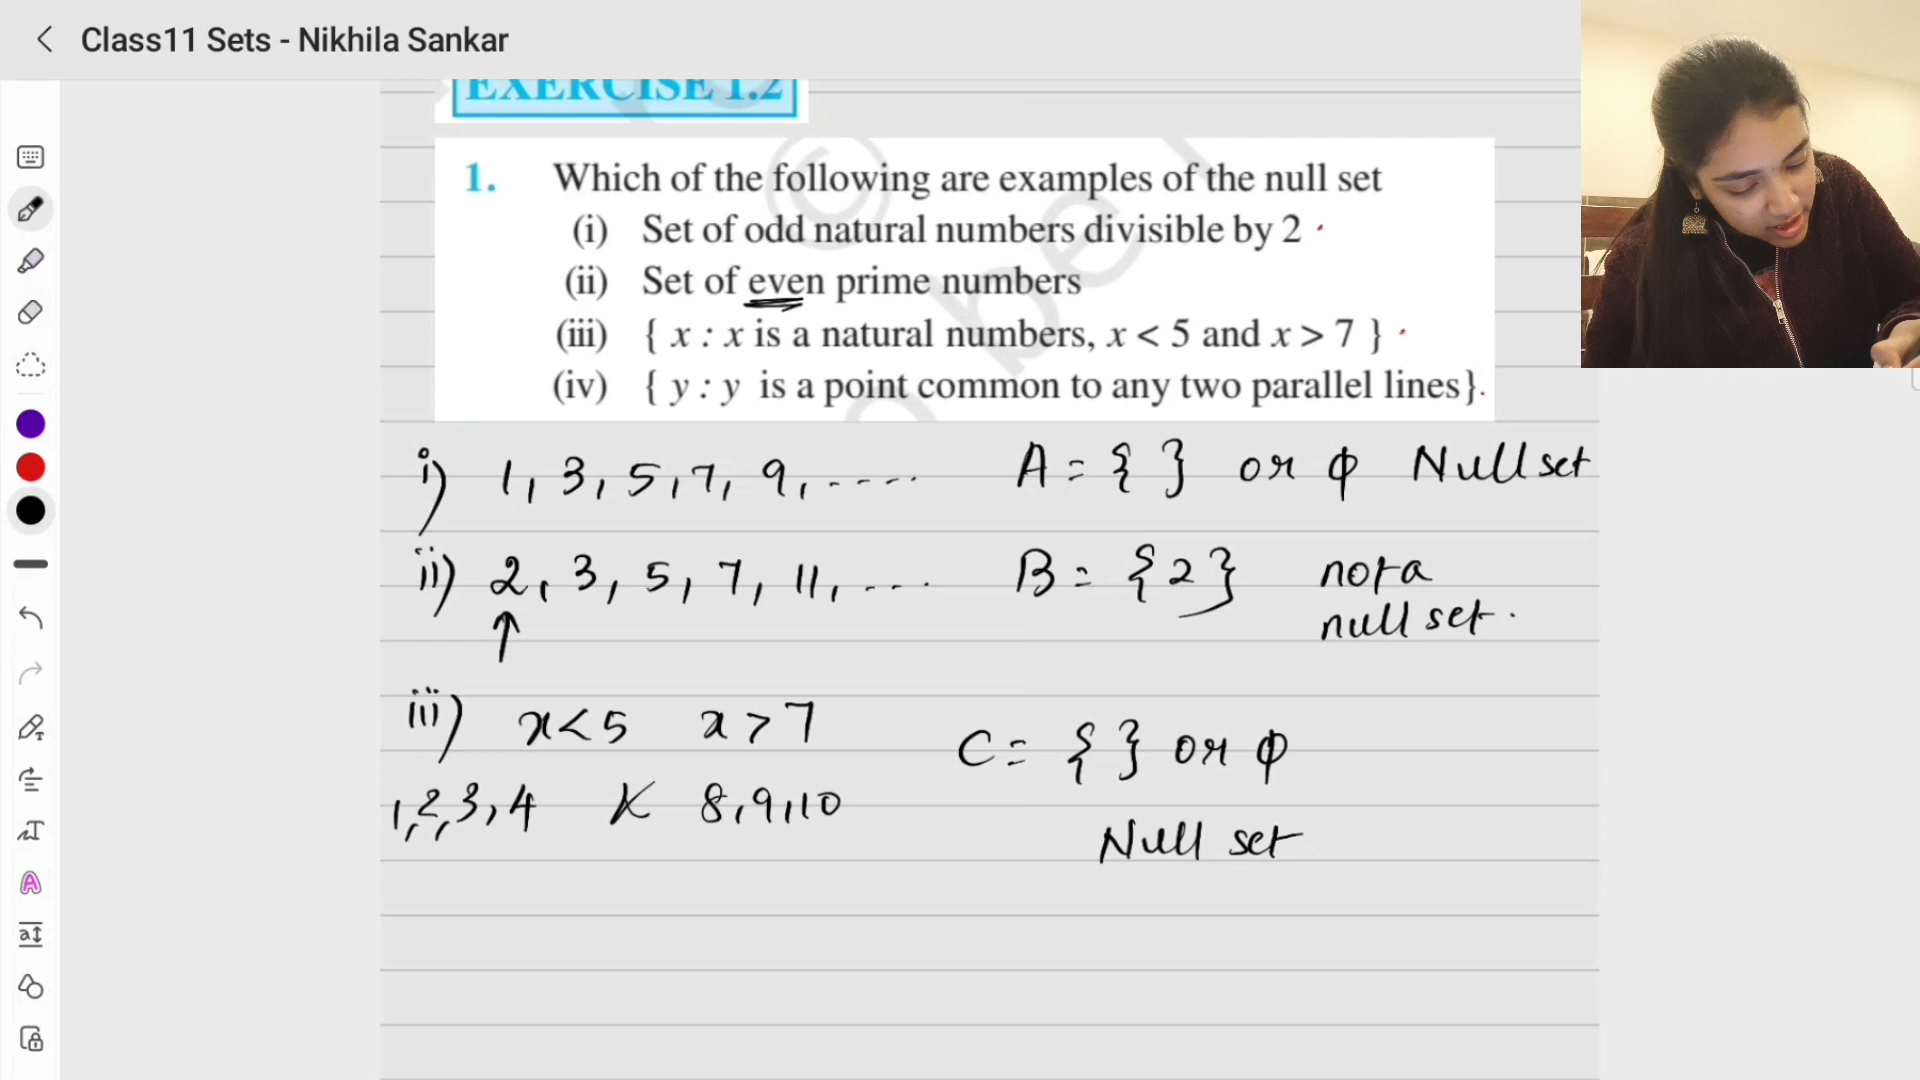 Class11 Sets - Nikhila Sankar
EXERCISE 1.2
1. Which of the following are examples of the null set
(i) Set of odd natural numbers divisible by 2
(ii) Set of even prime numbers
(iii) { x : x is a natural numbers, x < 5 and x > 7 }
(iv) { y : y is a point common to any two parallel lines}.
i) 1, 3, 5, 7, 9, ..... A = { } or ϕ Null set
ii) 2, 3, 5, 7, 11, .... B = {2} not a
null set.
iii) x<5 x>7 C = { } or ϕ
1,2,3,4 8,9,10
Null set